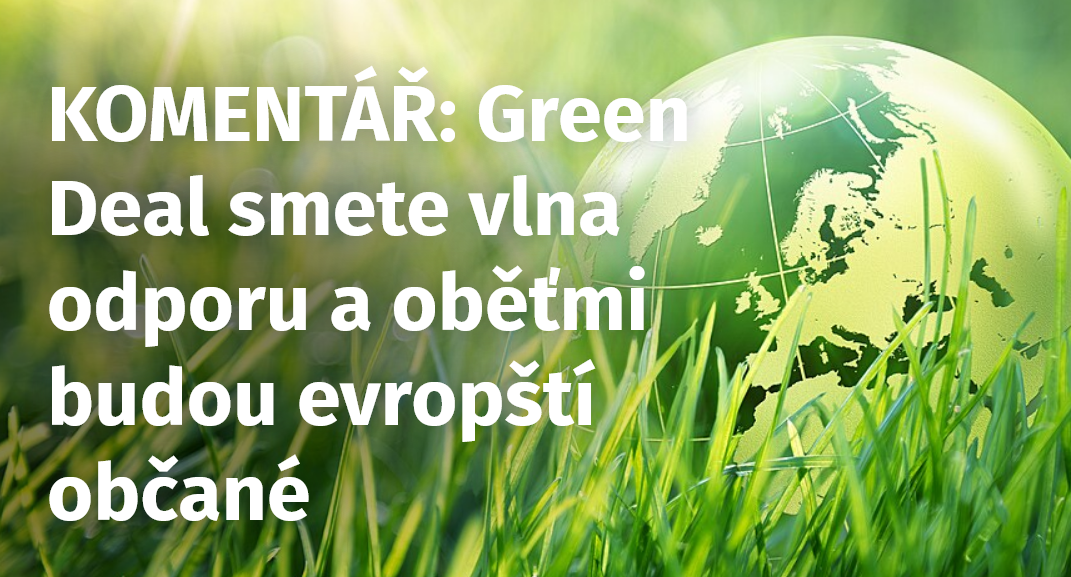 KOMENTÁŘ: Green
Deal smete vlna
odporu a oběťmi
budou evropští
občané